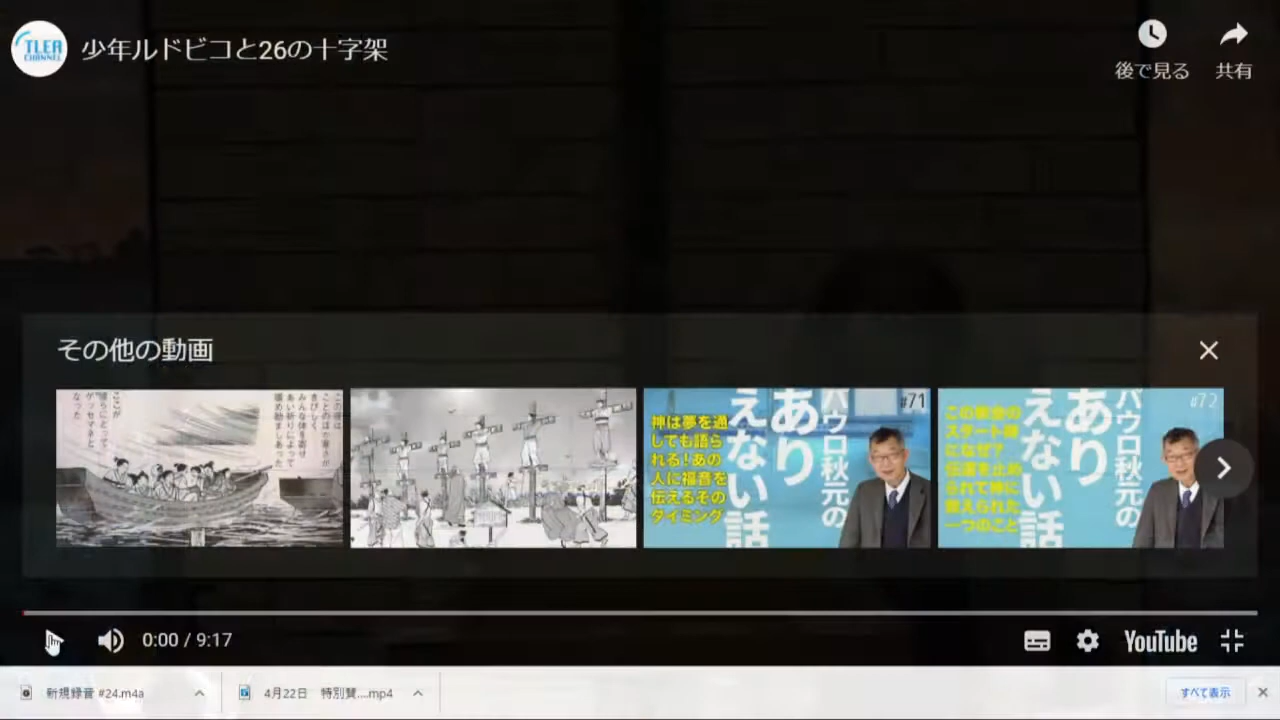 TLEA
CHANNEL
少年ルドビコと26の十字架
後で見る
共有
その他の動画
#71
パウロ秋元の
あり
えない話
神は夢を通
しても語ら
れる!あの
人に福音を
伝えるその
タイミング
#72
パウロ秋元の
あり
えない話
0:00 / 9:17
YouTube
新規録音 #24.m4a
4月22日 特別賛....mp4
すべて表示